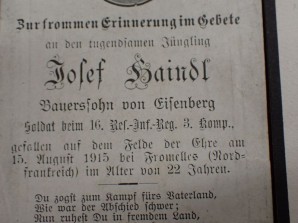 Zur frommen Erinnerung im Gebete
an den tugendsamen Jüngling
Josef Haindl
Bauerssohn von Eisenberg
Soldat beim 16. Res.-Inf.-Reg. 3. Komp.,
gefallen auf dem Felde der Ehre am
15. August 1915 bei Fromelles (Nord-
frankreich) im Alter von 22 Jahren.
Du zogst zum Kampf fürs Vaterland,
Wie war der Abschied schwer;
Nun ruhest Du in fremdem Land,